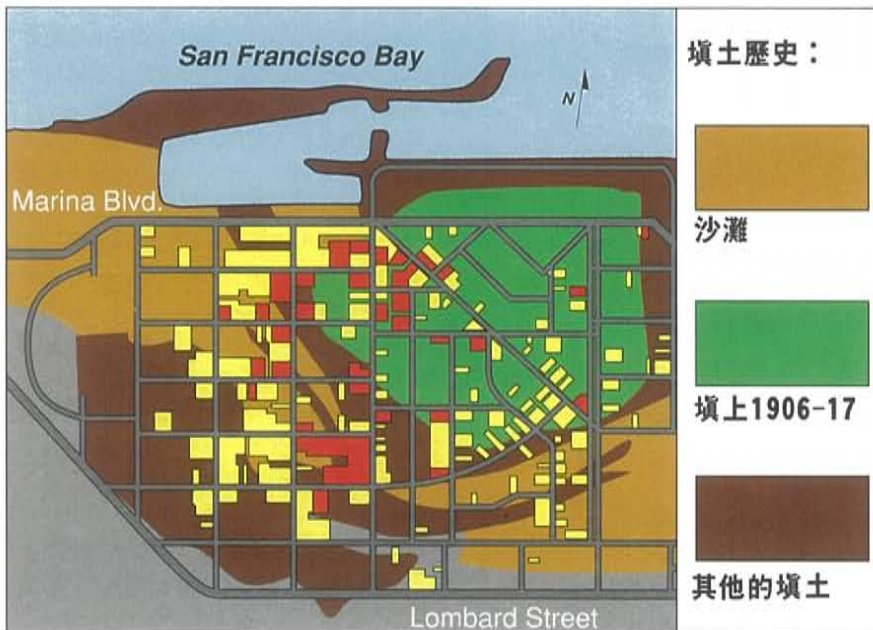 San Francisco Bay
N
Marina Blvd.
Lombard Street
填土歷史：
沙灘
填土1906-17
其他的填土